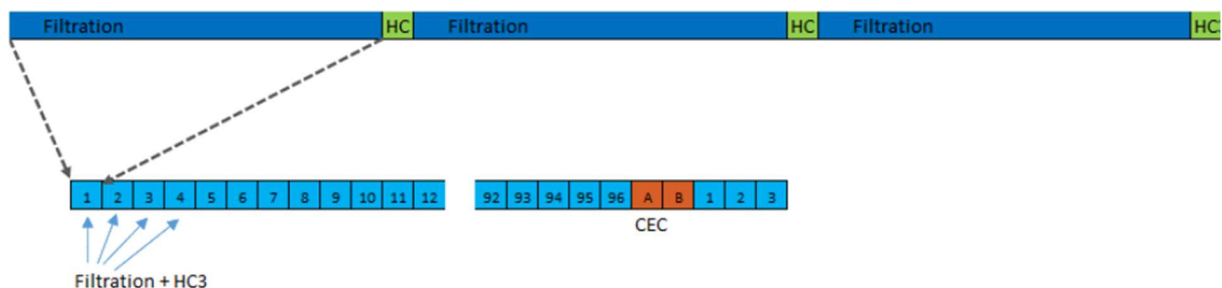 Filtration HC Filtration HC Filtration HC
1 2 3 4 5 6 7 8 9 10 11 12 92 93 94 95 96 A B 1 2 3
CEC
Filtration + HC3